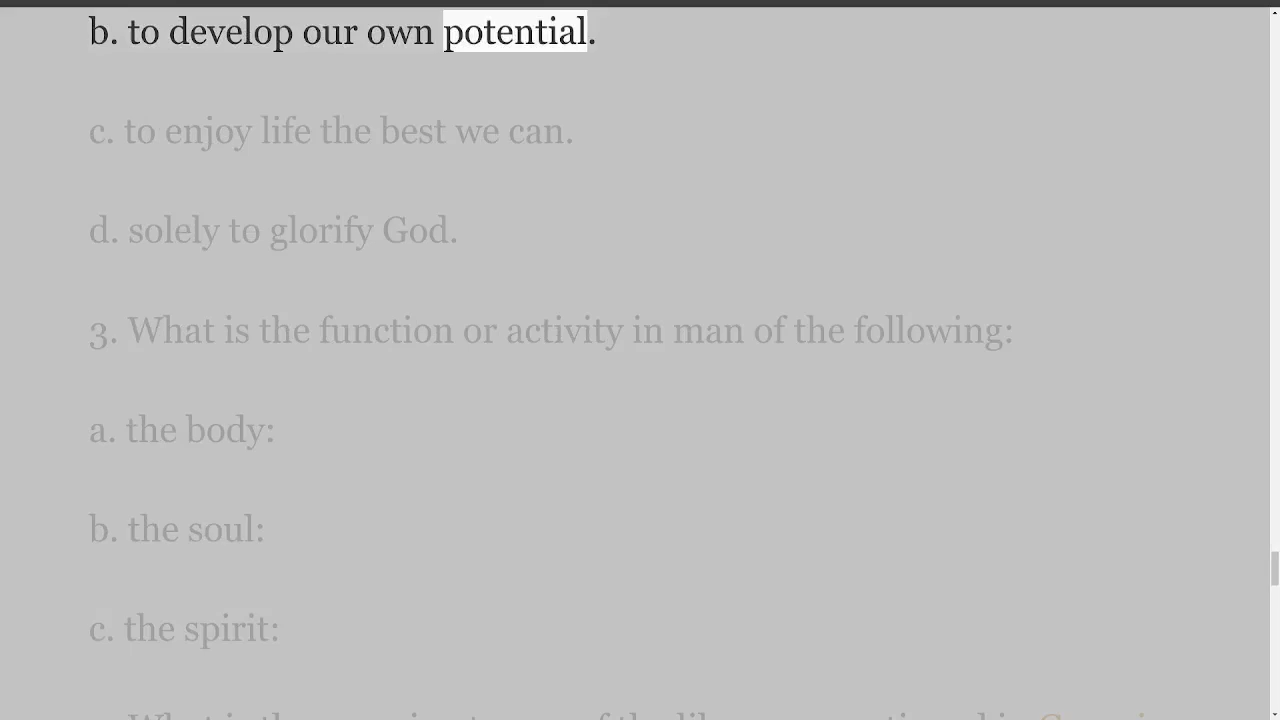 b. to develop our own potential.
c. to enjoy life the best we can.
d. solely to glorify God.
3. What is the function or activity in man of the following:
a. the body:
b. the soul:
c. the spirit: